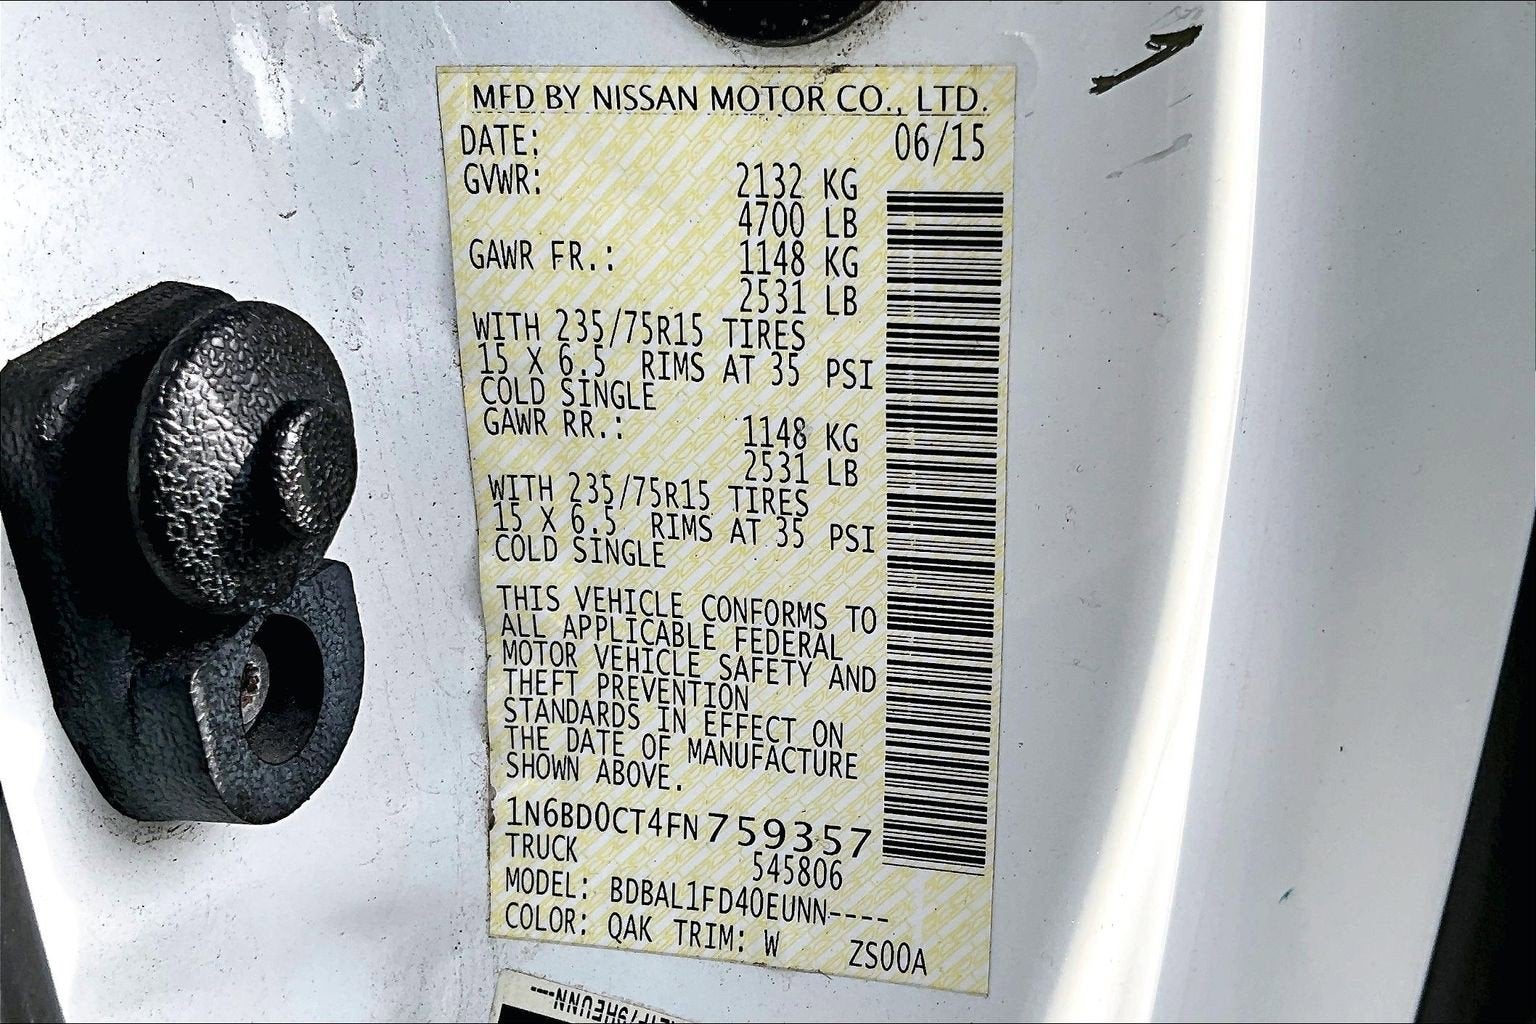 MFD BY NISSAN MOTOR CO., LTD.
DATE: 06/15
GVWR: 2132 KG
4700 LB
GAWR FR.: 1148 KG
2531 LB
WITH 235/75R15 TIRES
15 X 6.5 RIMS AT 35 PSI
COLD SINGLE
GAWR RR.: 1148 KG
2531 LB
WITH 235/75R15 TIRES
15 X 6.5 RIMS AT 35 PSI
COLD SINGLE
THIS VEHICLE CONFORMS TO
ALL APPLICABLE FEDERAL
MOTOR VEHICLE SAFETY AND
THEFT PREVENTION
STANDARDS IN EFFECT ON
THE DATE OF MANUFACTURE
SHOWN ABOVE.
1N6BD0CT4FN759357
TRUCK 545806
MODEL: BDBAL1FD40EUNN----
COLOR: QAK TRIM: W ZS00A